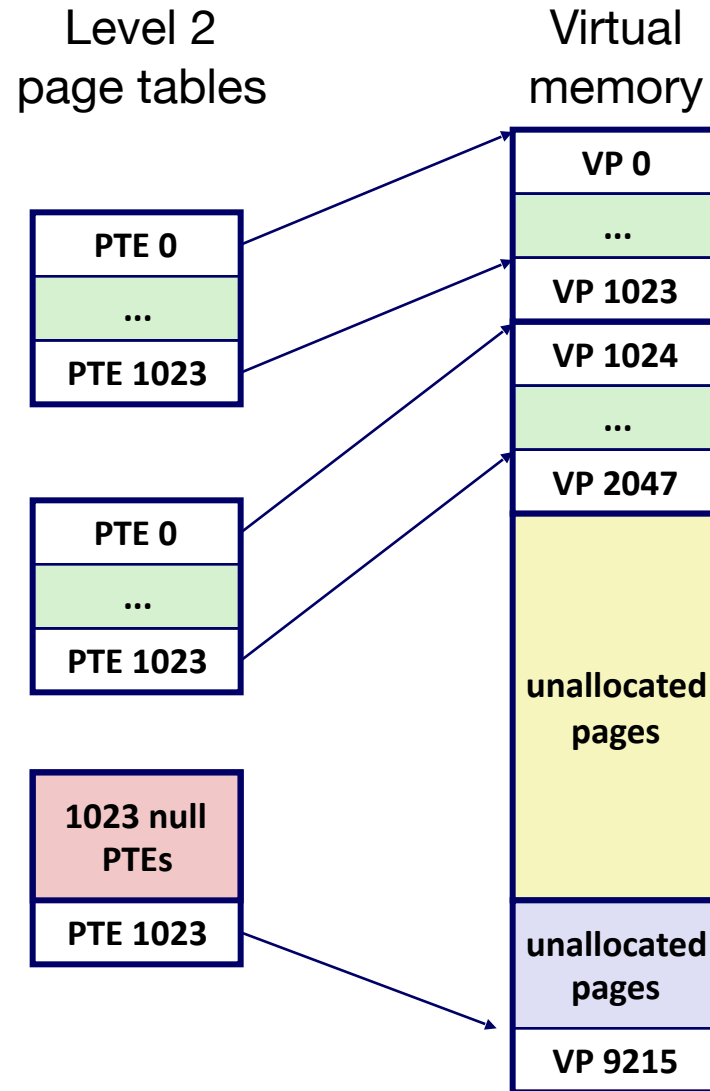 Level 2
page tables
Virtual
memory
PTE 0
...
PTE 1023
PTE 0
...
PTE 1023
1023 null
PTEs
PTE 1023
VP 0
...
VP 1023
VP 1024
...
VP 2047
unallocated
pages
unallocated
pages
VP 9215